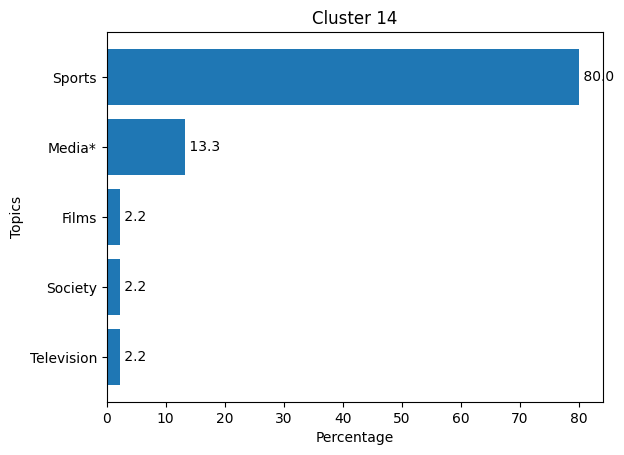 Cluster 14
Topics
Sports 80.0
Media* 13.3
Films 2.2
Society 2.2
Television 2.2
0 10 20 30 40 50 60 70 80
Percentage